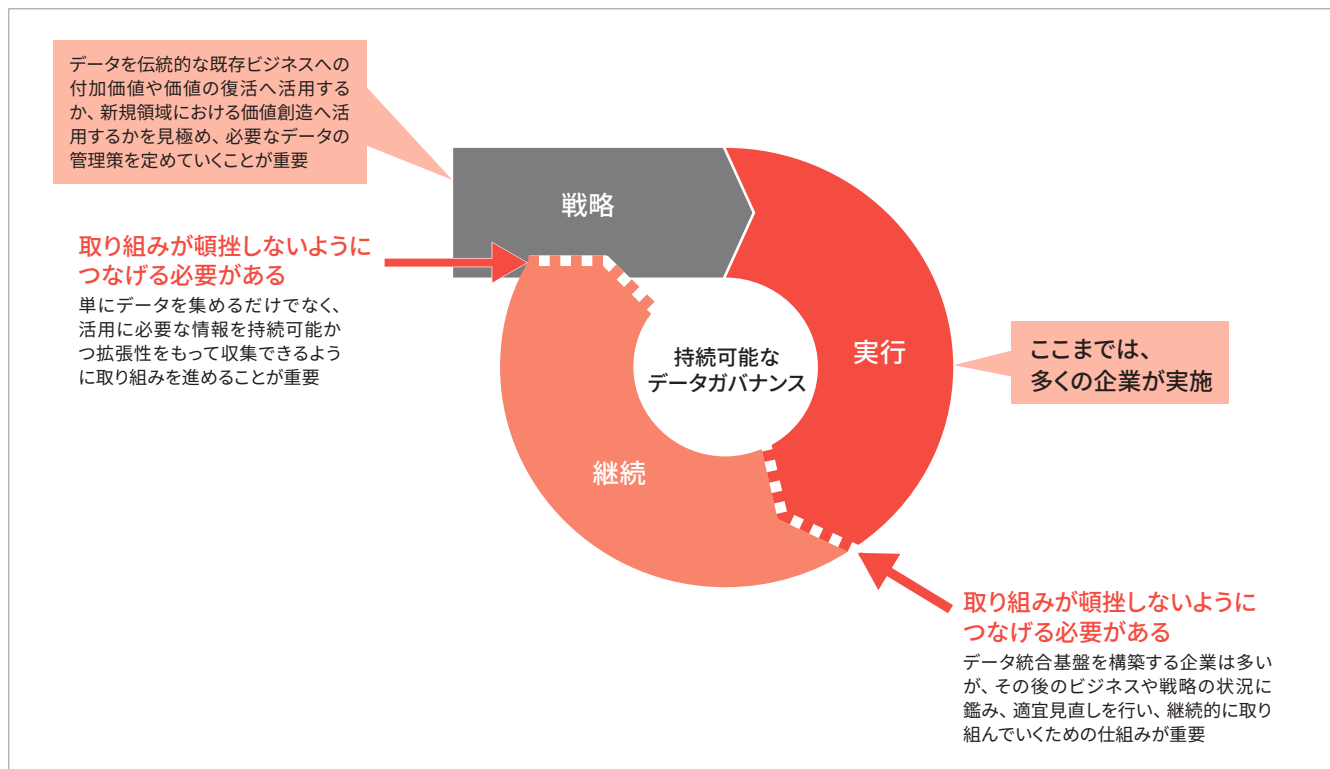 データを伝統的な既存ビジネスへの
付加価値や価値の復活へ活用する
か、新規領域における価値創造へ活
用するかを見極め、必要なデータの
管理策を定めていくことが重要
戦略
取り組みが頓挫しないように
つなげる必要がある
単にデータを集めるだけでなく、
活用に必要な情報を持続可能か
つ拡張性をもって収集できるよう
に取り組みを進めることが重要
持続可能な
データガバナンス
実行
ここまでは、
多くの企業が実施
継続
取り組みが頓挫しないように
つなげる必要がある
データ統合基盤を構築する企業は多い
が、その後のビジネスや戦略の状況に
鑑み、適宜見直しを行い、継続的に取り
組んでいくための仕組みが重要